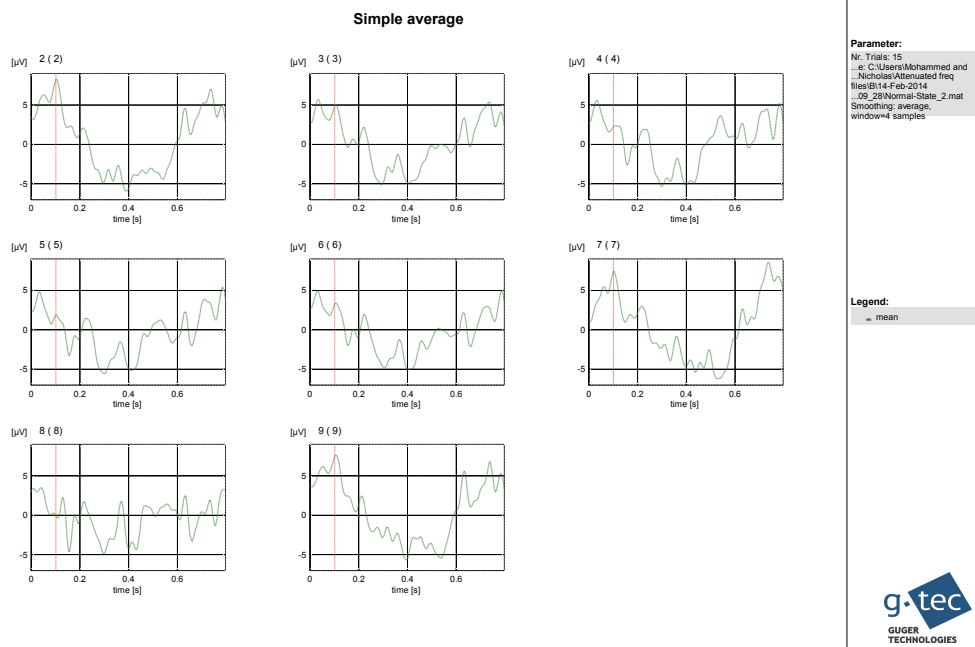 Simple average
[µV] 2 ( 2)
5
0
-5
0 0.2 0.4 0.6
time [s]
[µV] 3 ( 3)
5
0
-5
0 0.2 0.4 0.6
time [s]
[µV] 4 ( 4)
5
0
-5
0 0.2 0.4 0.6
time [s]
[µV] 5 ( 5)
5
0
-5
0 0.2 0.4 0.6
time [s]
[µV] 6 ( 6)
5
0
-5
0 0.2 0.4 0.6
time [s]
[µV] 7 ( 7)
5
0
-5
0 0.2 0.4 0.6
time [s]
[µV] 8 ( 8)
5
0
-5
0 0.2 0.4 0.6
time [s]
[µV] 9 ( 9)
5
0
-5
0 0.2 0.4 0.6
time [s]
Parameter:
Nr. Trials: 15
...e: C:\Users\Mohammed and
...Nicholas\Attenuated freq
files\B\14-Feb-2014
...09_28\Normal-State_2.mat
Smoothing: average,
window=4 samples
Legend:
mean
g.tec
GUGER
TECHNOLOGIES